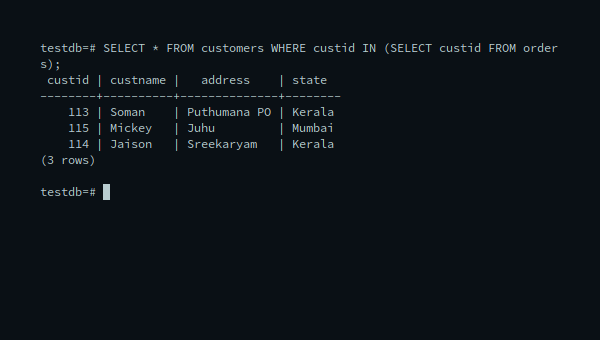 testdb=# SELECT * FROM customers WHERE custid IN (SELECT custid FROM order
s);
 custid | custname |   address    | state
--------+----------+--------------+--------
    113 | Soman    | Puthumana PO | Kerala
    115 | Mickey   | Juhu         | Mumbai
    114 | Jaison   | Sreekaryam   | Kerala
(3 rows)

testdb=#